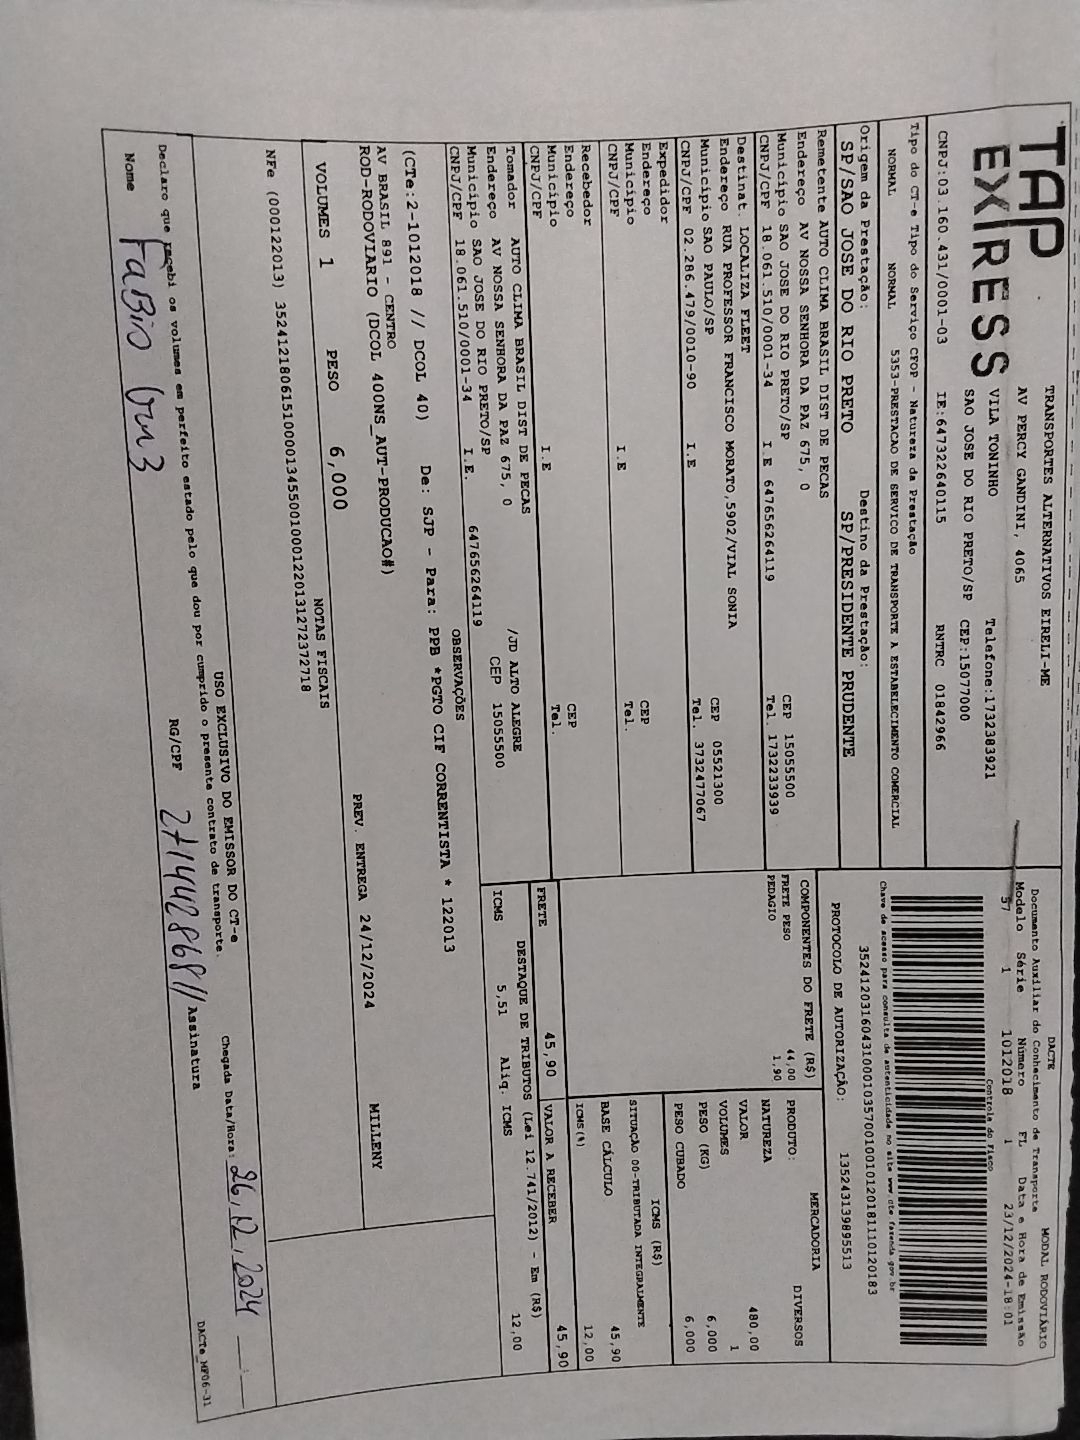 TAP
EXPRESS
TRANSPORTES ALTERNATIVOS EIRELI-ME
AV PERCY GANDINI, 4065
VILA TONINHO Telefone:1732383921
SAO JOSE DO RIO PRETO/SP CEP:15077000
CNPJ:03.160.431/0001-03 IE:647322640115 RNTRC 01842966
DACTE MODAL RODOVIÁRIO
Documento Auxiliar do Conhecimento de Transporte
Modelo Série Número FL Data e Hora de Emissão
57 1 1012018 1 23/12/2024-18:01
Controle do Fisco
Chave de acesso para consulta de autenticidade no site www.cte.fazenda.gov.br
PROTOCOLO DE AUTORIZAÇÃO: 135243139895513
Tipo do CT-e Tipo do Serviço CFOP - Natureza da Prestação
NORMAL NORMAL 5353-PRESTACAO DE SERVICO DE TRANSPORTE A ESTABELECIMENTO COMERCIAL
Origem da Prestação: Destino da Prestação:
SP/SAO JOSE DO RIO PRETO SP/PRESIDENTE PRUDENTE
Remetente AUTO CLIMA BRASIL DIST DE PECAS
Endereço AV NOSSA SENHORA DA PAZ 675, 0
Município SAO JOSE DO RIO PRETO/SP CEP 15055500
CNPJ/CPF 18.061.510/0001-34 I.E 647656264119 Tel. 1732233939
Destinat. LOCALIZA FLEET
Endereço RUA PROFESSOR FRANCISCO MORATO,5902/VIAL SONIA
Município SAO PAULO/SP CEP 05521300
CNPJ/CPF 02.286.479/0010-90 I.E Tel. 3732477067
Expedidor
Endereço
Município CEP
CNPJ/CPF I.E Tel.
Recebedor
Endereço
Município CEP
CNPJ/CPF I.E Tel.
Tomador AUTO CLIMA BRASIL DIST DE PECAS
Endereço AV NOSSA SENHORA DA PAZ 675, 0 /JD ALTO ALEGRE
Município SAO JOSE DO RIO PRETO/SP CEP 15055500
CNPJ/CPF 18.061.510/0001-34 I.E. 647656264119
COMPONENTES DO FRETE (R$)
FRETE PESO 44,00
PEDAGIO 1,90
FRETE 45,90
PRODUTO: MERCADORIA
NATUREZA DIVERSOS
VALOR 480,00
VOLUMES 1
PESO (KG) 6,000
PESO CUBADO 6,000
ICMS (R$)
SITUAÇÃO 00-TRIBUTADA INTEGRALMENTE
BASE CÁLCULO 45,90
ICMS(%) 12,00
VALOR A RECEBER 45,90
DESTAQUE DE TRIBUTOS (Lei 12.741/2012) - Em (R$)
ICMS 5,51 Aliq. ICMS 12,00
OBSERVAÇÕES
(CTe:2-1012018 // DCOL 40) De: SJP - Para: PPB *PGTO CIF CORRENTISTA * 122013
AV BRASIL 891 - CENTRO
ROD-RODOVIARIO (DCOL 400NS_AUT-PRODUCAO#)
VOLUMES 1 PESO 6,000 PREV. ENTREGA 24/12/2024 MILLENY
NOTAS FISCAIS
USO EXCLUSIVO DO EMISSOR DO CT-e
Declaro que recebi os volumes em perfeito estado pelo que dou por cumprido o presente contrato de transporte.
Chegada Data/Hora: 26,12,2024 __:__
Nome Fabio RG/CPF Assinatura
DACTe_MP06-31